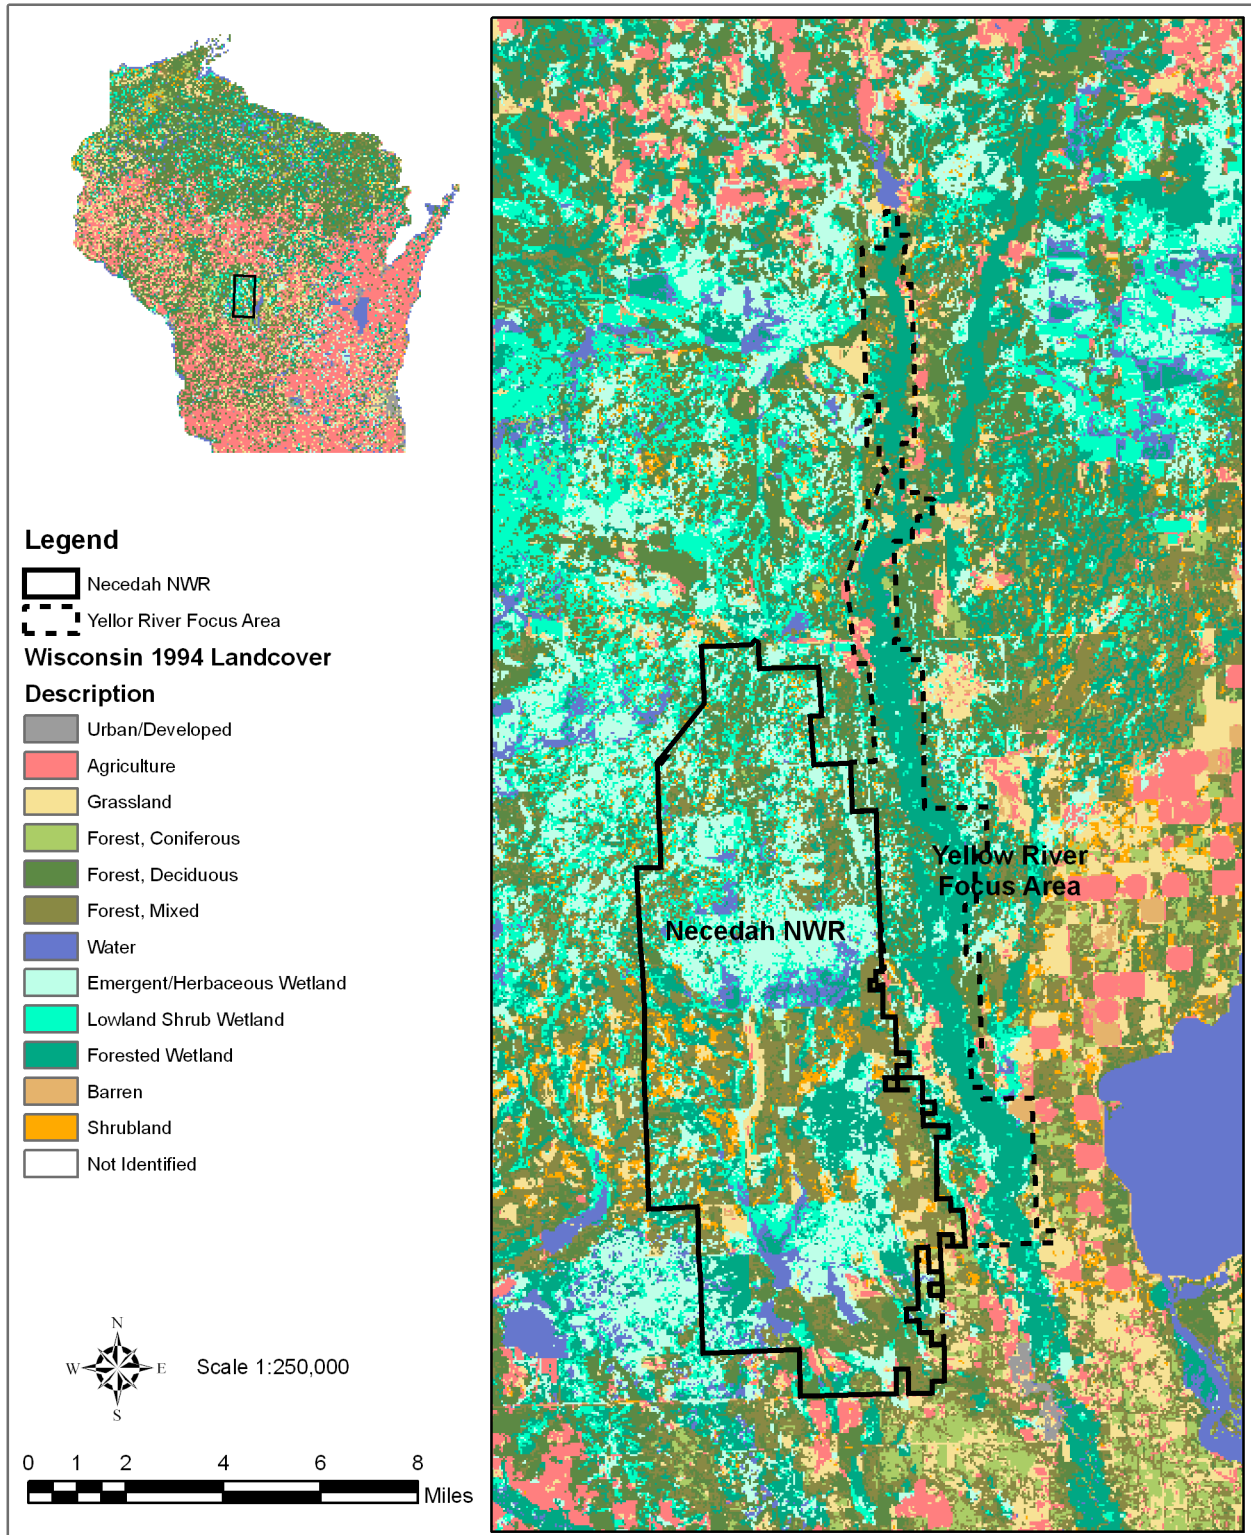 Legend
Necedah NWR
Yellor River Focus Area
Wisconsin 1994 Landcover
Description
Urban/Developed
Agriculture
Grassland
Forest, Coniferous
Forest, Deciduous
Forest, Mixed
Water
Emergent/Herbaceous Wetland
Lowland Shrub Wetland
Forested Wetland
Barren
Shrubland
Not Identified
N
W
E
S
Scale 1:250,000
0 1 2 4 6 8
Miles
Yellow River
Focus Area
Necedah NWR